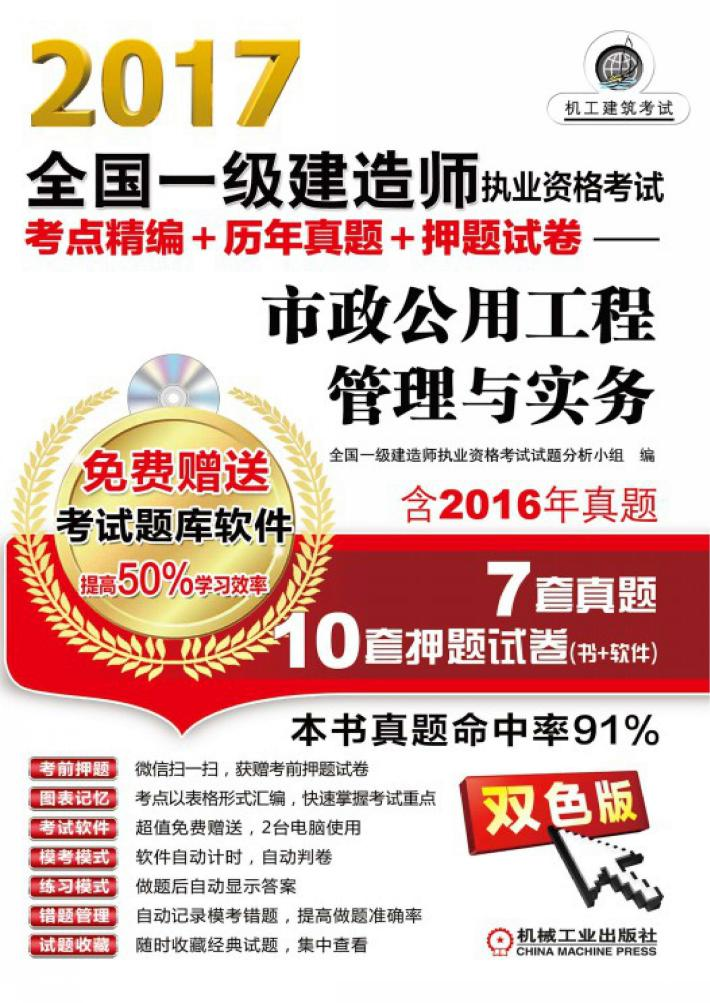 2017
机工建筑考试
全国一级建造师执业资格考试
考点精编+历年真题+押题试卷——
市政公用工程
管理与实务
全国一级建造师执业资格考试试题分析小组 编
免费赠送
考试题库软件
提高50%学习效率
含2016年真题
7套真题
10套押题试卷(书+软件)
本书真题命中率91%
考前押题 微信扫一扫，获赠考前押题试卷
图表记忆 考点以表格形式汇编，快速掌握考试重点
考试软件 超值免费赠送，2台电脑使用
模考模式 软件自动计时，自动判卷
练习模式 做题后自动显示答案
错题管理 自动记录模考错题，提高做题准确率
试题收藏 随时收藏经典试题，集中查看
双色版
机械工业出版社
CHINA MACHINE PRESS